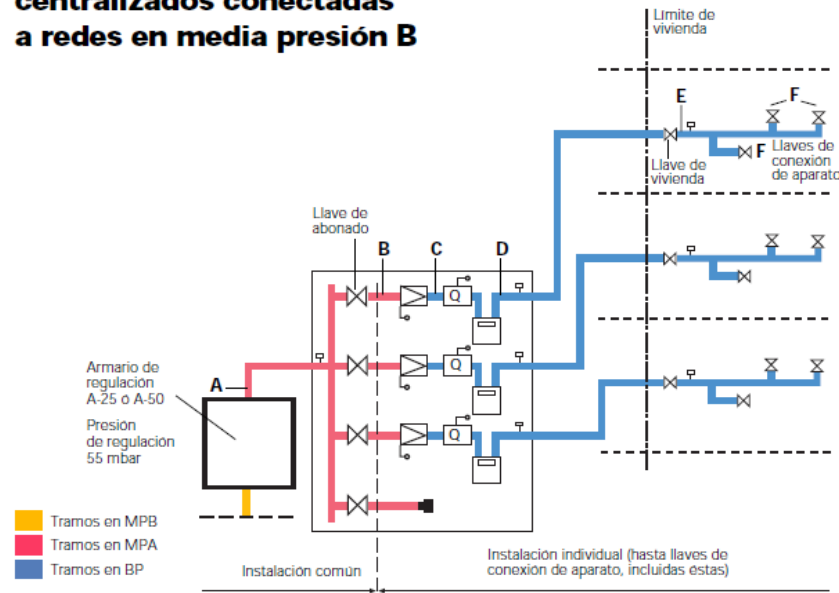 centralizados conectadas
a redes en media presión B
Límite de
vivienda
E
F
F
Llaves de
conexión
de aparato
Llave de
vivienda
Llave de
abonado
B
C
D
Q
Q
Q
A
Armario de
regulación
A-25 ó A-50
Presión
de regulación
55 mbar
Tramos en MPB
Tramos en MPA
Tramos en BP
Instalación común
Instalación individual (hasta llaves de
conexión de aparato, incluidas éstas)